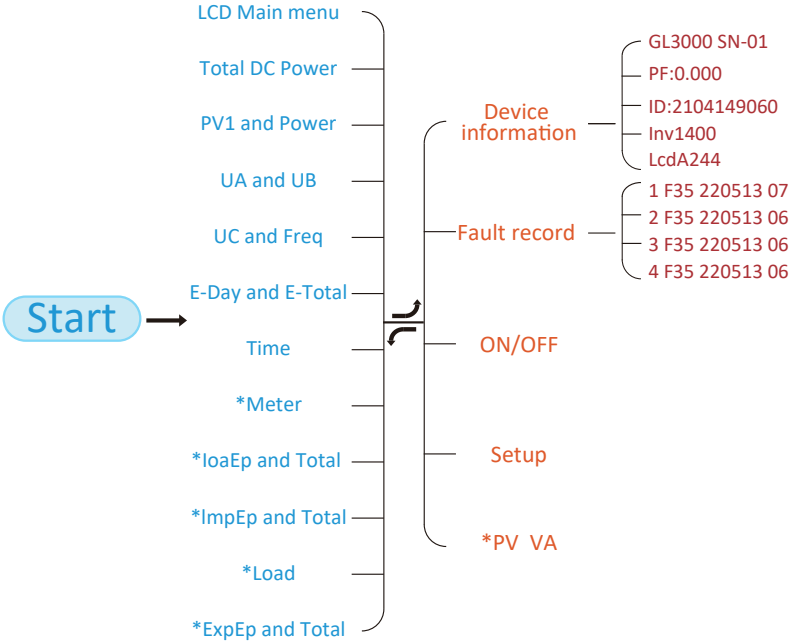 Start
LCD Main menu
Total DC Power
PV1 and Power
UA and UB
UC and Freq
E-Day and E-Total
Time
*Meter
*IoaEp and Total
*ImpEp and Total
*Load
*ExpEp and Total
Device
information
Fault record
ON/OFF
Setup
*PV VA
GL3000 SN-01
PF:0.000
ID:2104149060
Inv1400
LcdA244
1 F35 220513 07
2 F35 220513 06
3 F35 220513 06
4 F35 220513 06